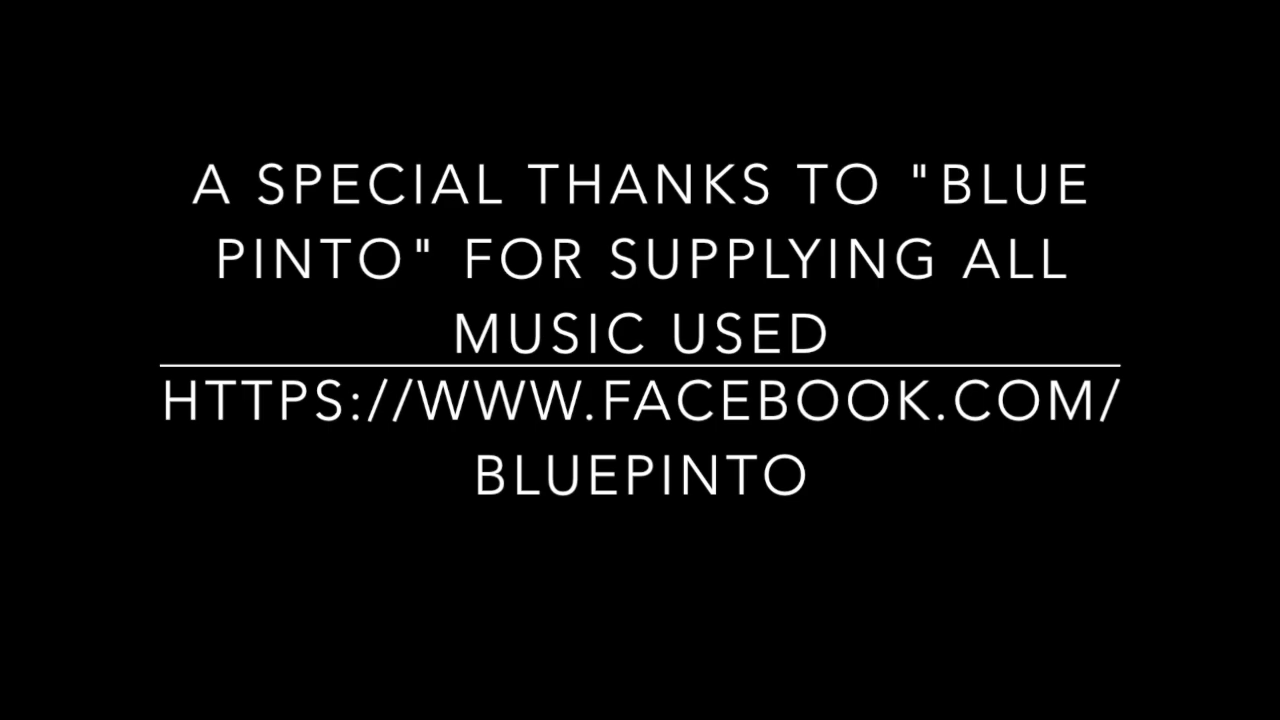 A SPECIAL THANKS TO "BLUE
PINTO" FOR SUPPLYING ALL
MUSIC USED
HTTPS://WWW.FACEBOOK.COM/
BLUEPINTO